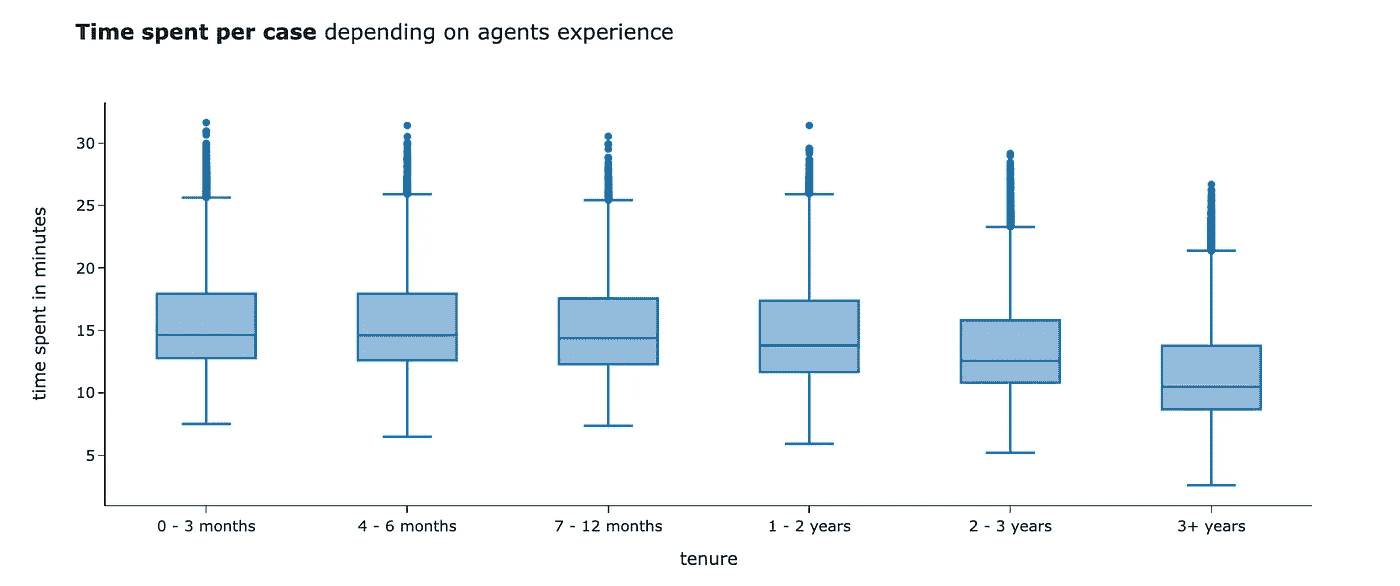 Time spent per case depending on agents experience
time spent in minutes
30
25
20
15
10
5
0 - 3 months
4 - 6 months
7 - 12 months
1 - 2 years
2 - 3 years
3+ years
tenure